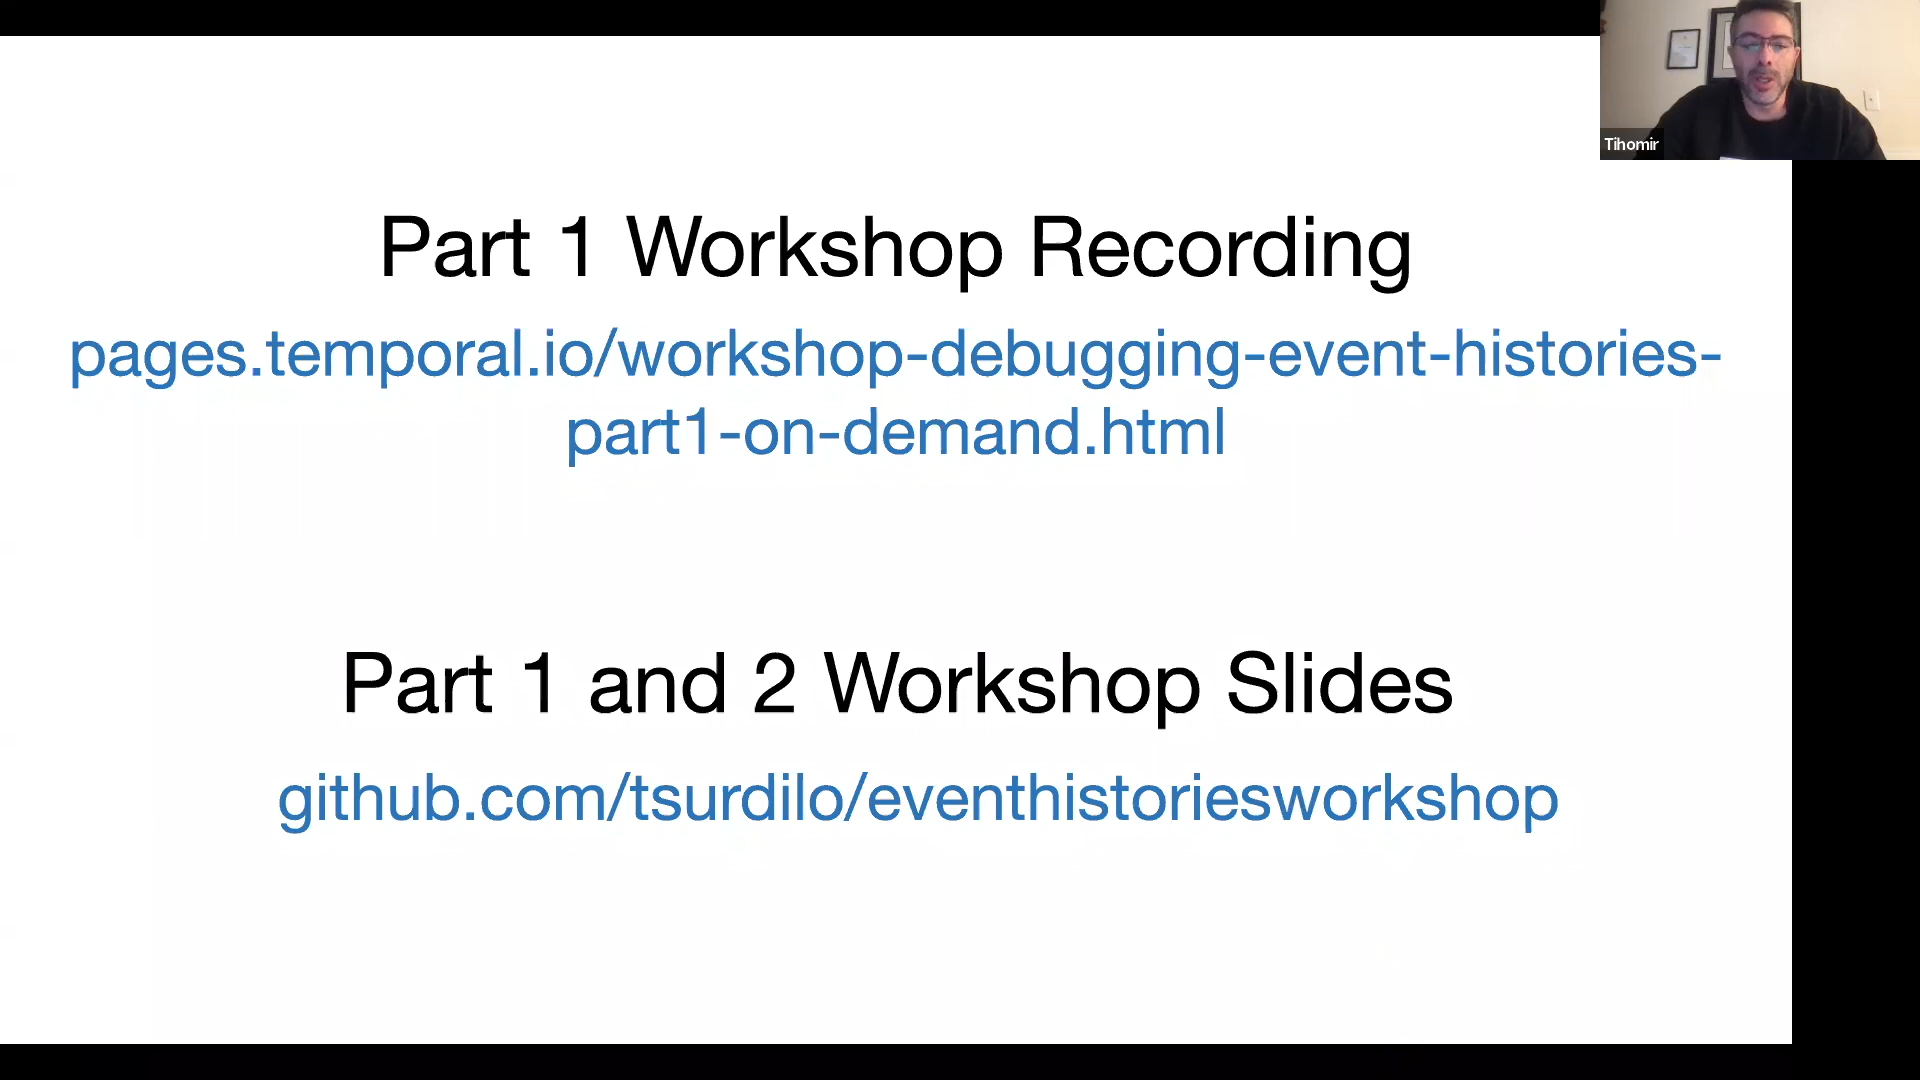 Tihomir
Part 1 Workshop Recording
pages.temporal.io/workshop-debugging-event-histories-
part1-on-demand.html
Part 1 and 2 Workshop Slides
github.com/tsurdilo/eventhistoriesworkshop